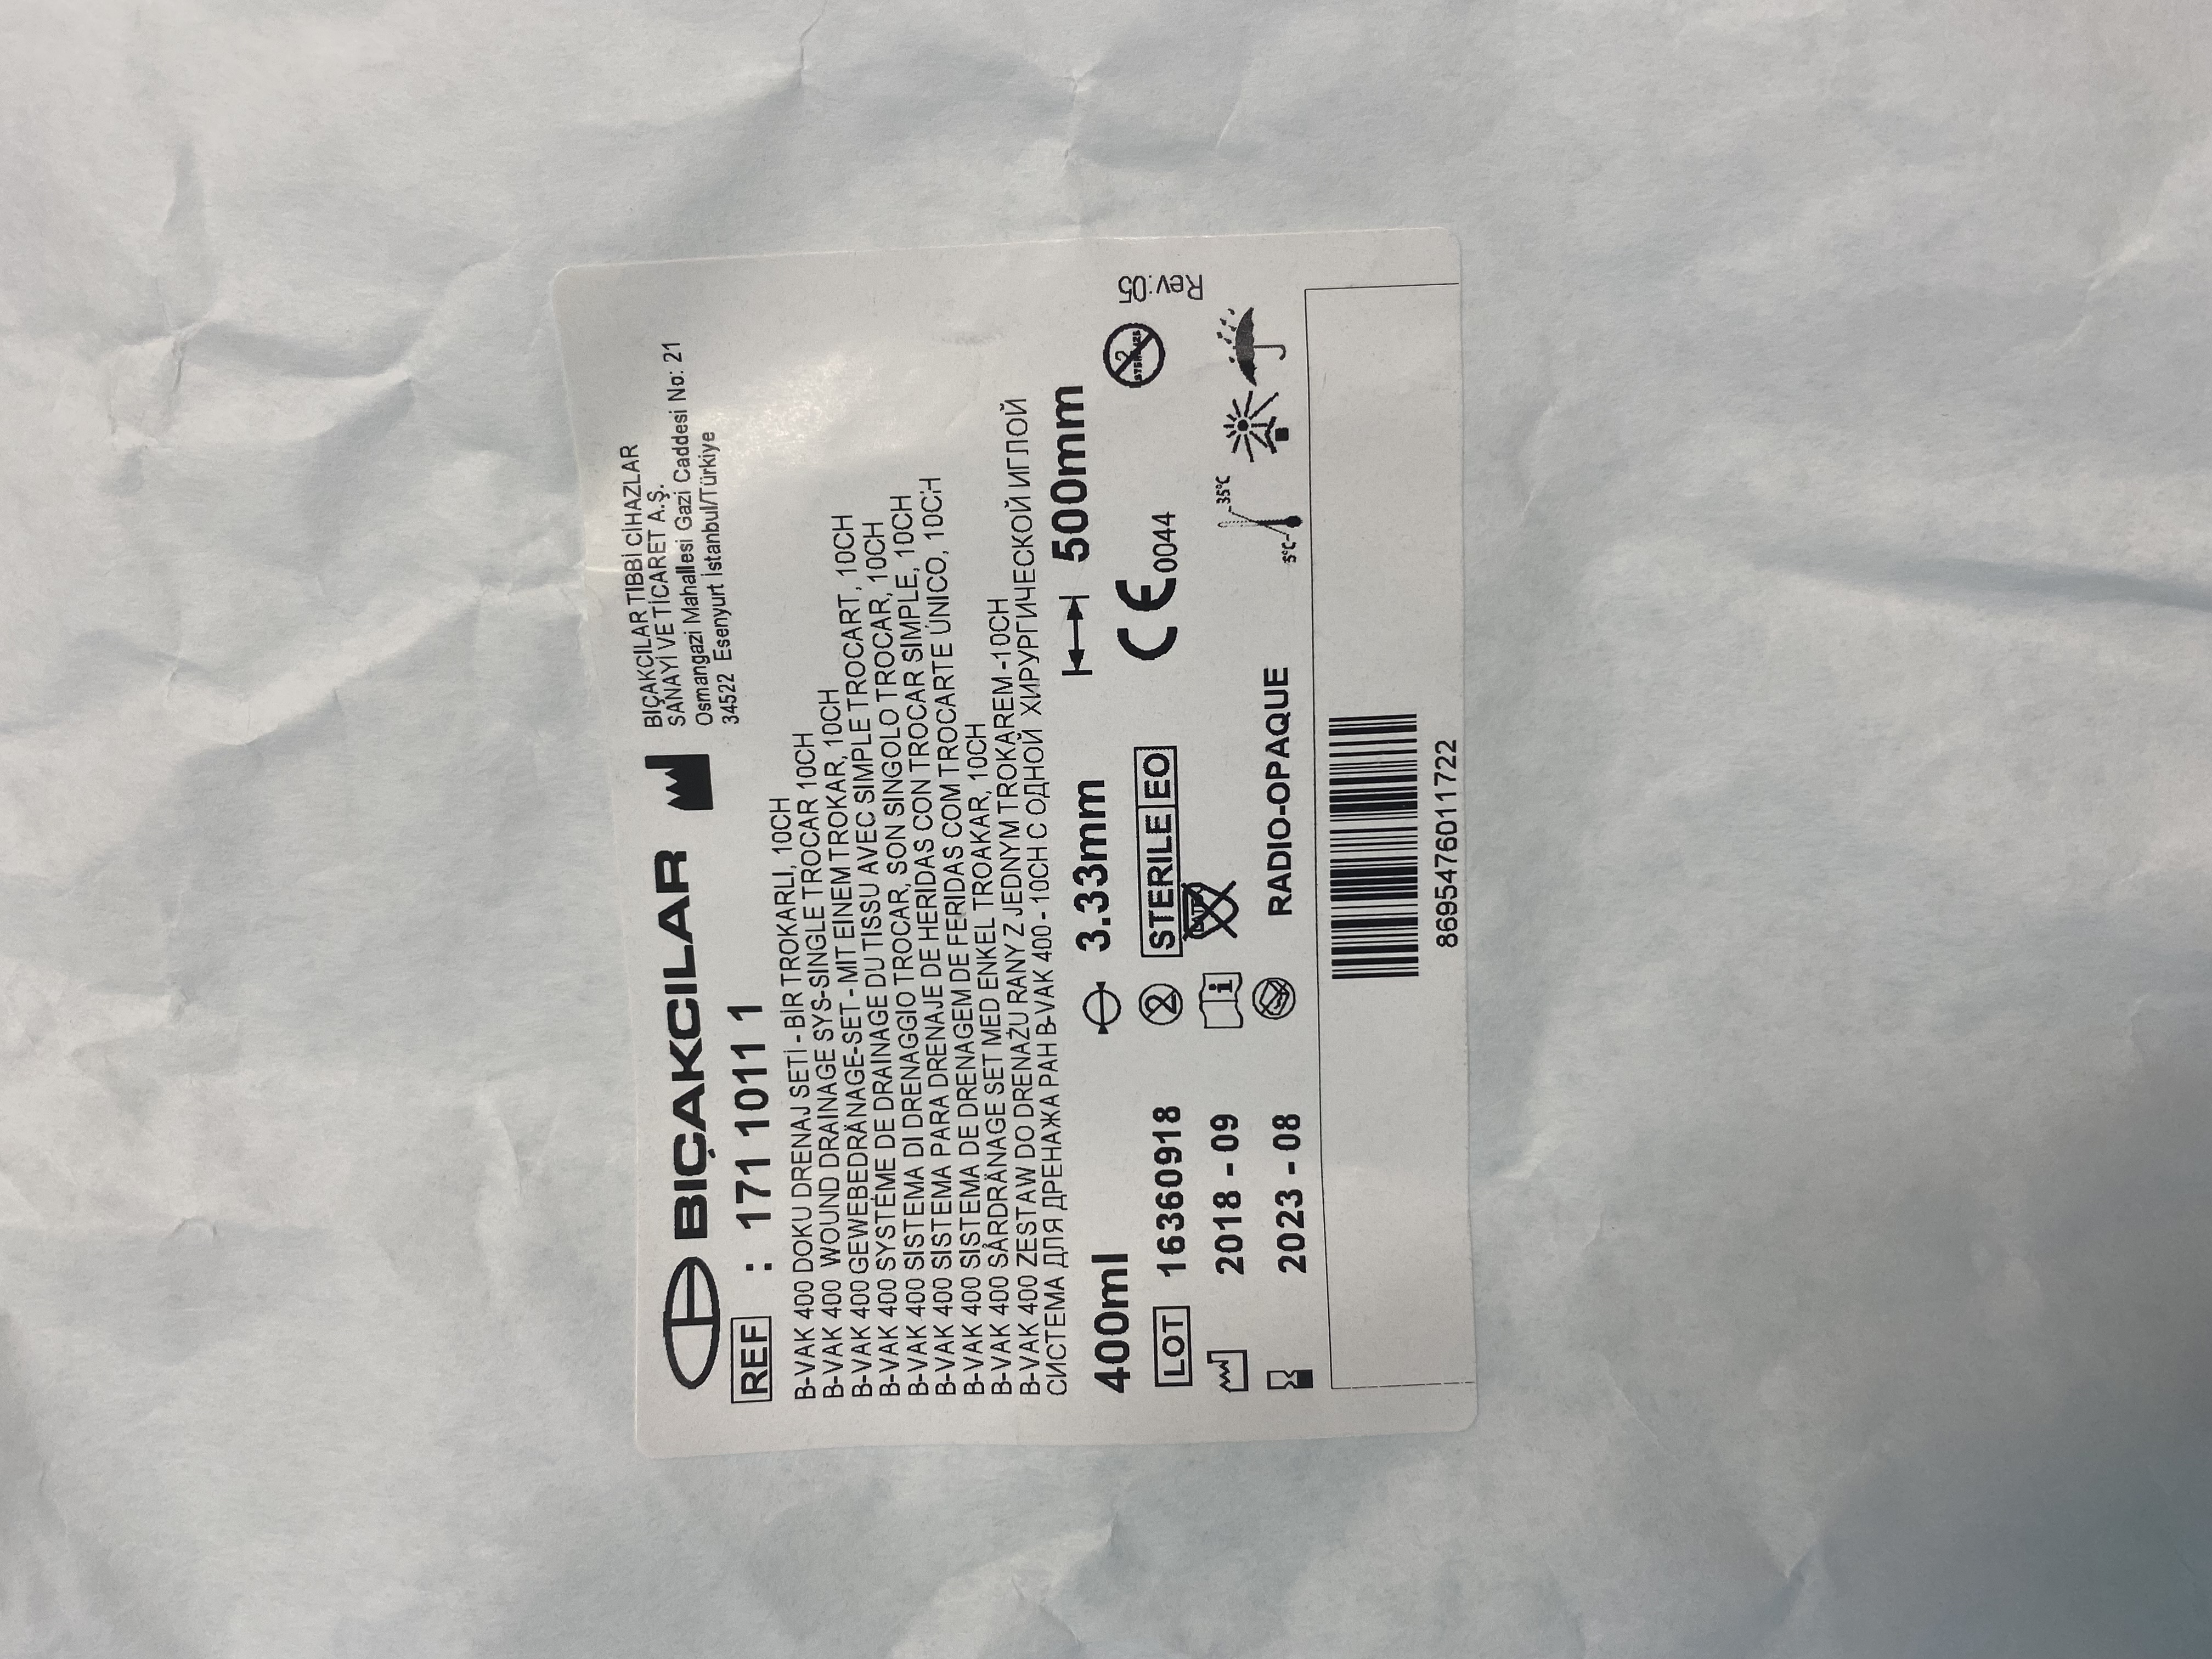 BIÇAKCILAR
BIÇAKCILAR TIBBİ CİHAZLAR
SANAYİ VE TİCARET A.Ş.
Osmangazi Mahallesi Gazi Caddesi No: 21
34522 Esenyurt İstanbul/Türkiye
REF : 171 1011 1
B-VAK 400 DOKU DRENAJ SETİ - BİR TROKARLI, 10CH
B-VAK 400 WOUND DRAINAGE SYS-SINGLE TROCAR 10CH
B-VAK 400 GEWEBEDRÄNAGE-SET - MIT EINEM TROKAR, 10CH
B-VAK 400 SYSTÉME DE DRAINAGE DU TISSU AVEC SIMPLE TROCART, 10CH
B-VAK 400 SISTEMA DI DRENAGGIO TROCAR, SON SINGOLO TROCAR, 10CH
B-VAK 400 SISTEMA PARA DRENAJE DE HERIDAS CON TROCAR SIMPLE, 10CH
B-VAK 400 SISTEMA DE DRENAGEM DE FERIDAS COM TROCARTE ÚNICO, 10CH
B-VAK 400 SÅRDRÄNAGE SET MED ENKEL TROAKAR, 10CH
B-VAK 400 ZESTAW DO DRENAŻU RANY Z JEDNYM TROKAREM -10CH
СИСТЕМА ДЛЯ ДРЕНАЖА РАН B-VAK 400 - 10CH С ОДНОЙ ХИРУРГИЧЕСКОЙ ИГЛОЙ
400ml 3.33mm 500mm
LOT 16360918 2 STERILE EO CE 0044
Rev:05
2018 - 09
5°C 35°C
2023 - 08 RADIO-OPAQUE
8695476011722